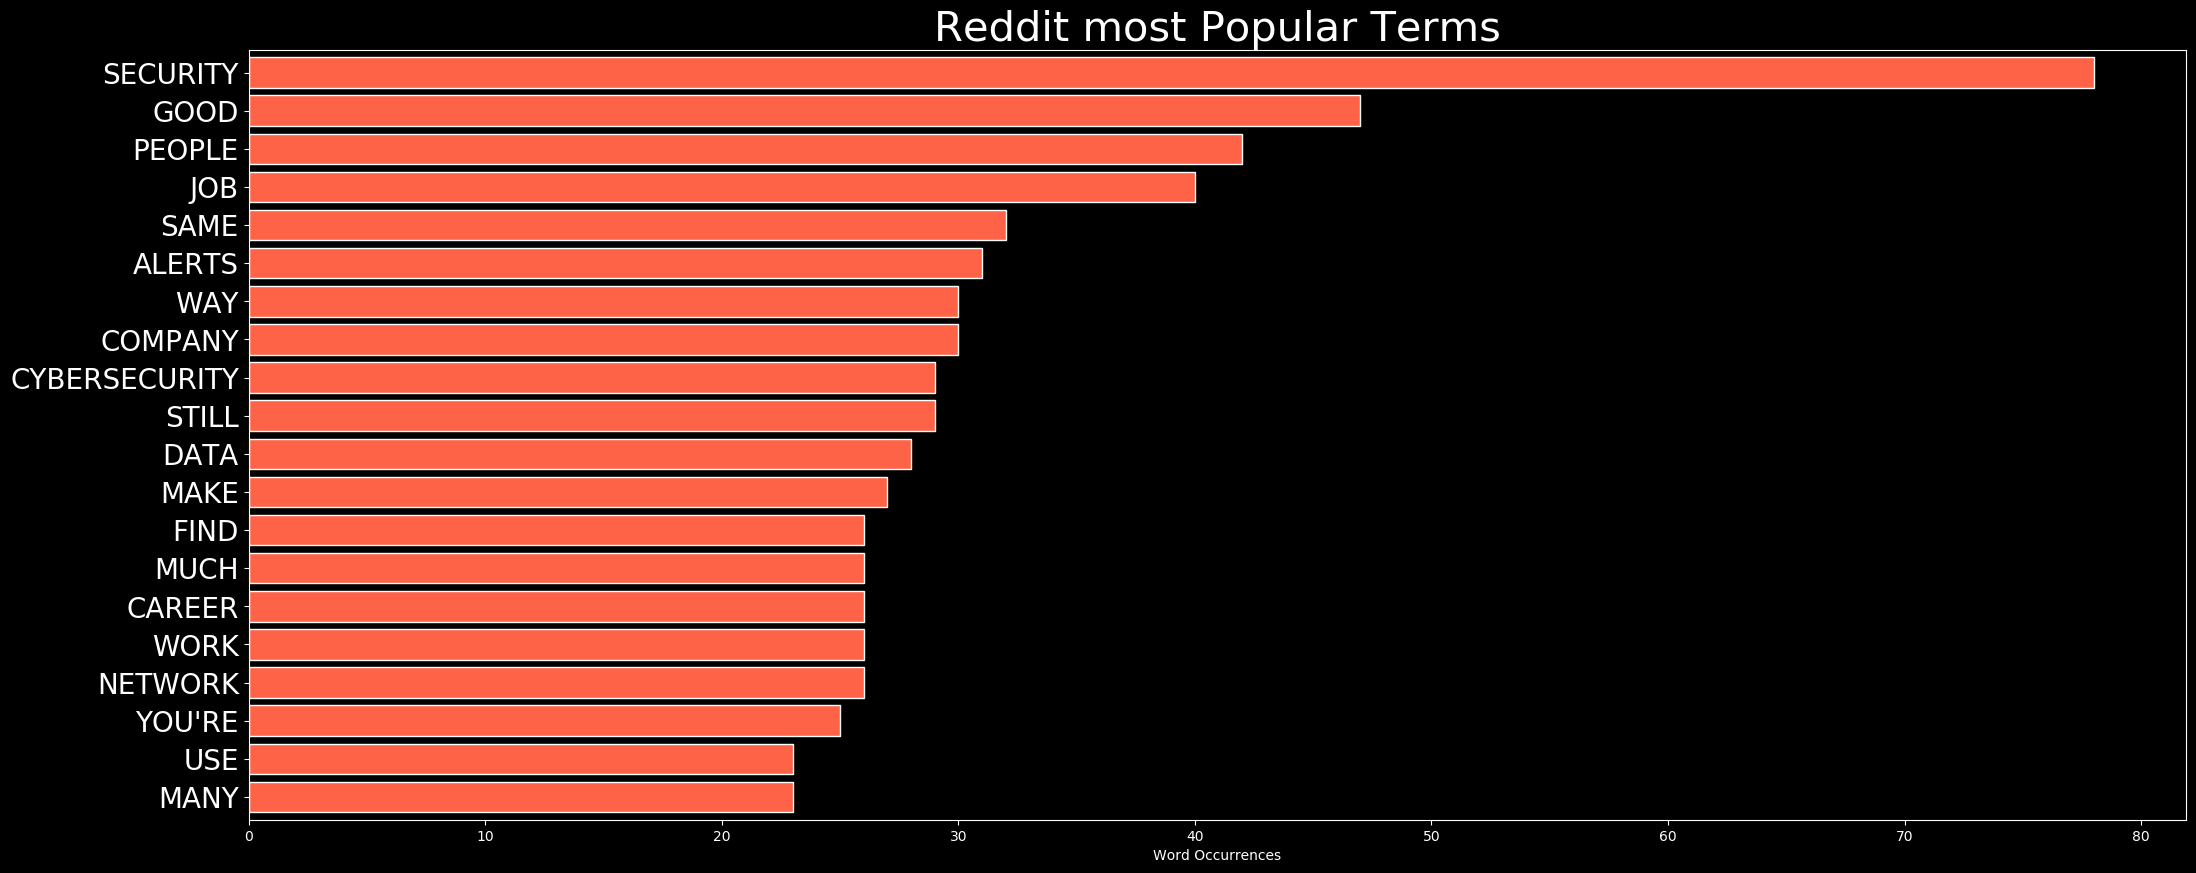 Reddit most Popular Terms
SECURITY
GOOD
PEOPLE
JOB
SAME
ALERTS
WAY
COMPANY
CYBERSECURITY
STILL
DATA
MAKE
FIND
MUCH
CAREER
WORK
NETWORK
YOU'RE
USE
MANY
0 10 20 30 40 50 60 70 80
Word Occurrences